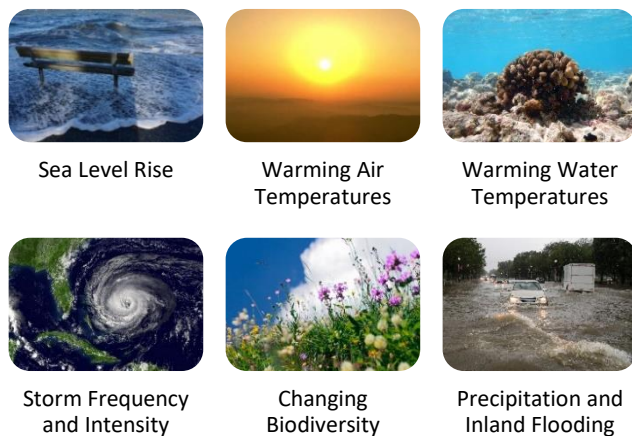 Sea Level Rise
Warming Air
Temperatures
Warming Water
Temperatures
Storm Frequency
and Intensity
Changing
Biodiversity
Precipitation and
Inland Flooding